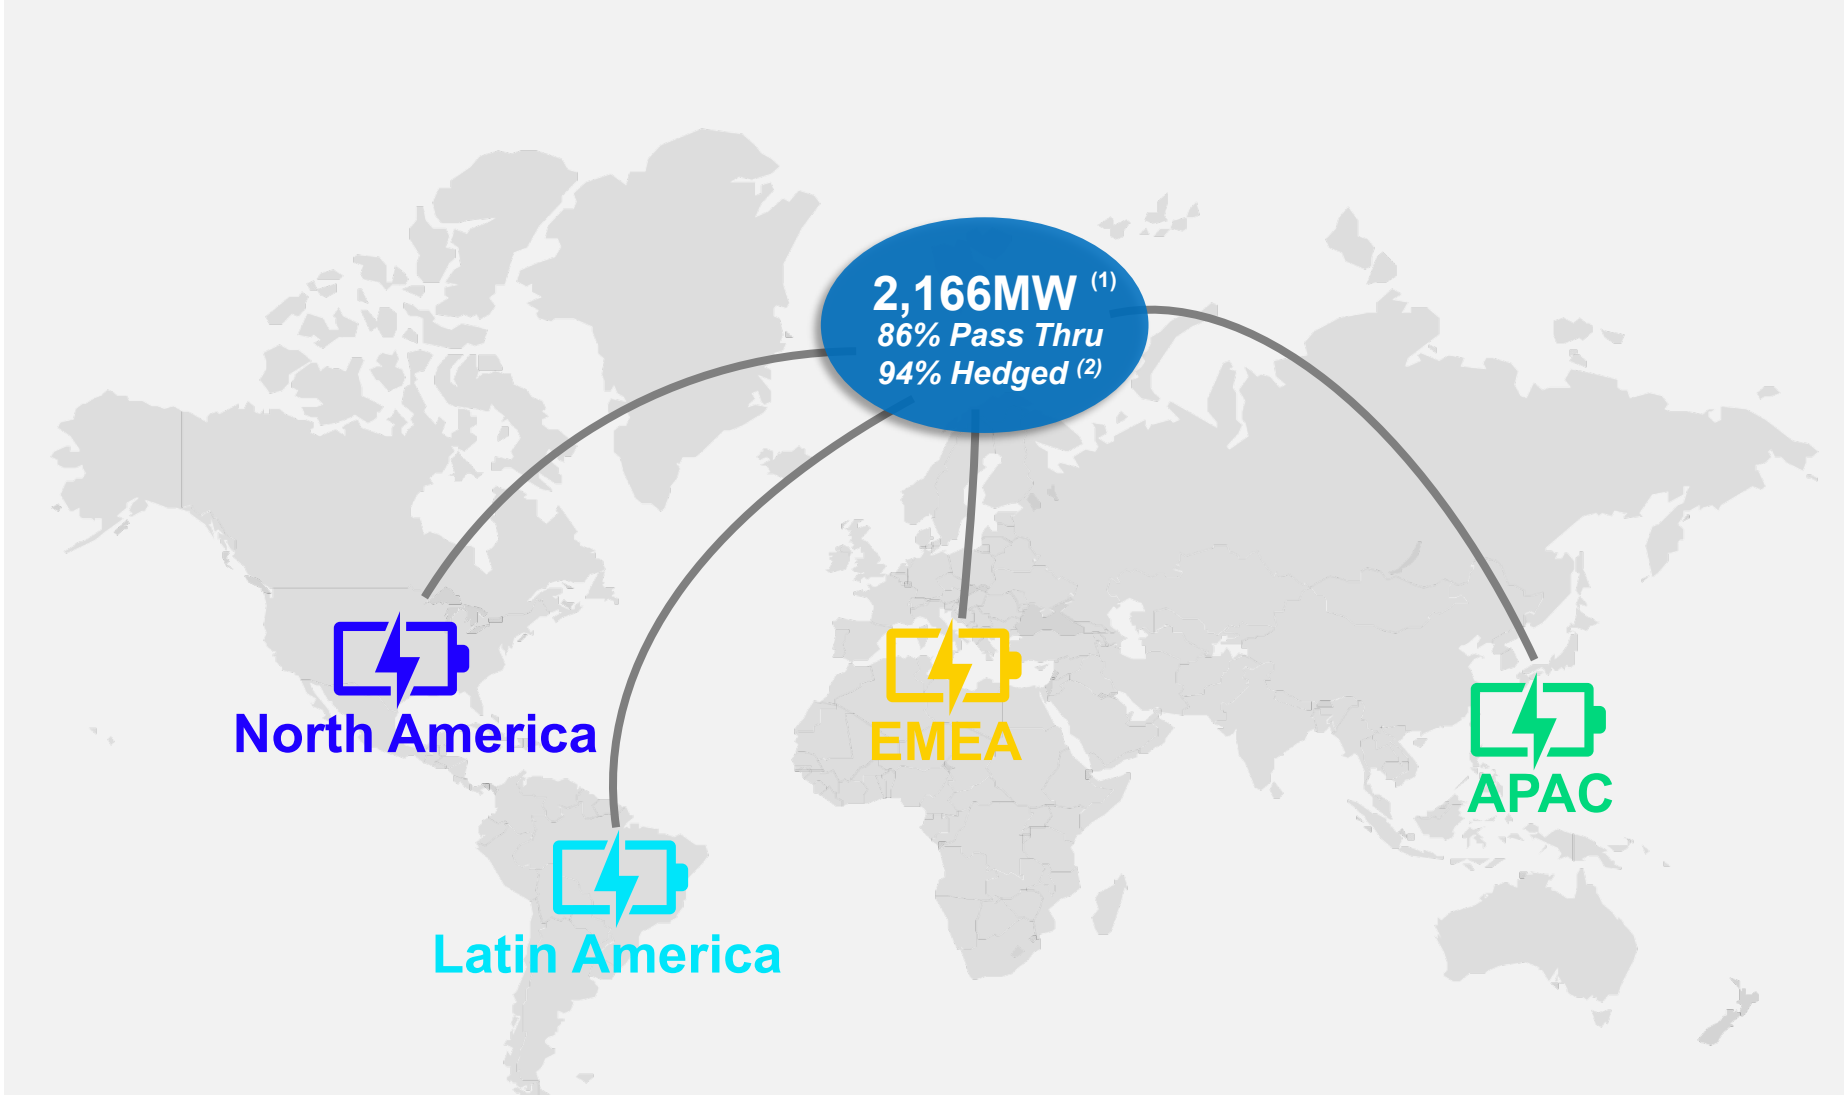 2,166MW (1)
86% Pass Thru
94% Hedged (2)
North America
EMEA
APAC
Latin America